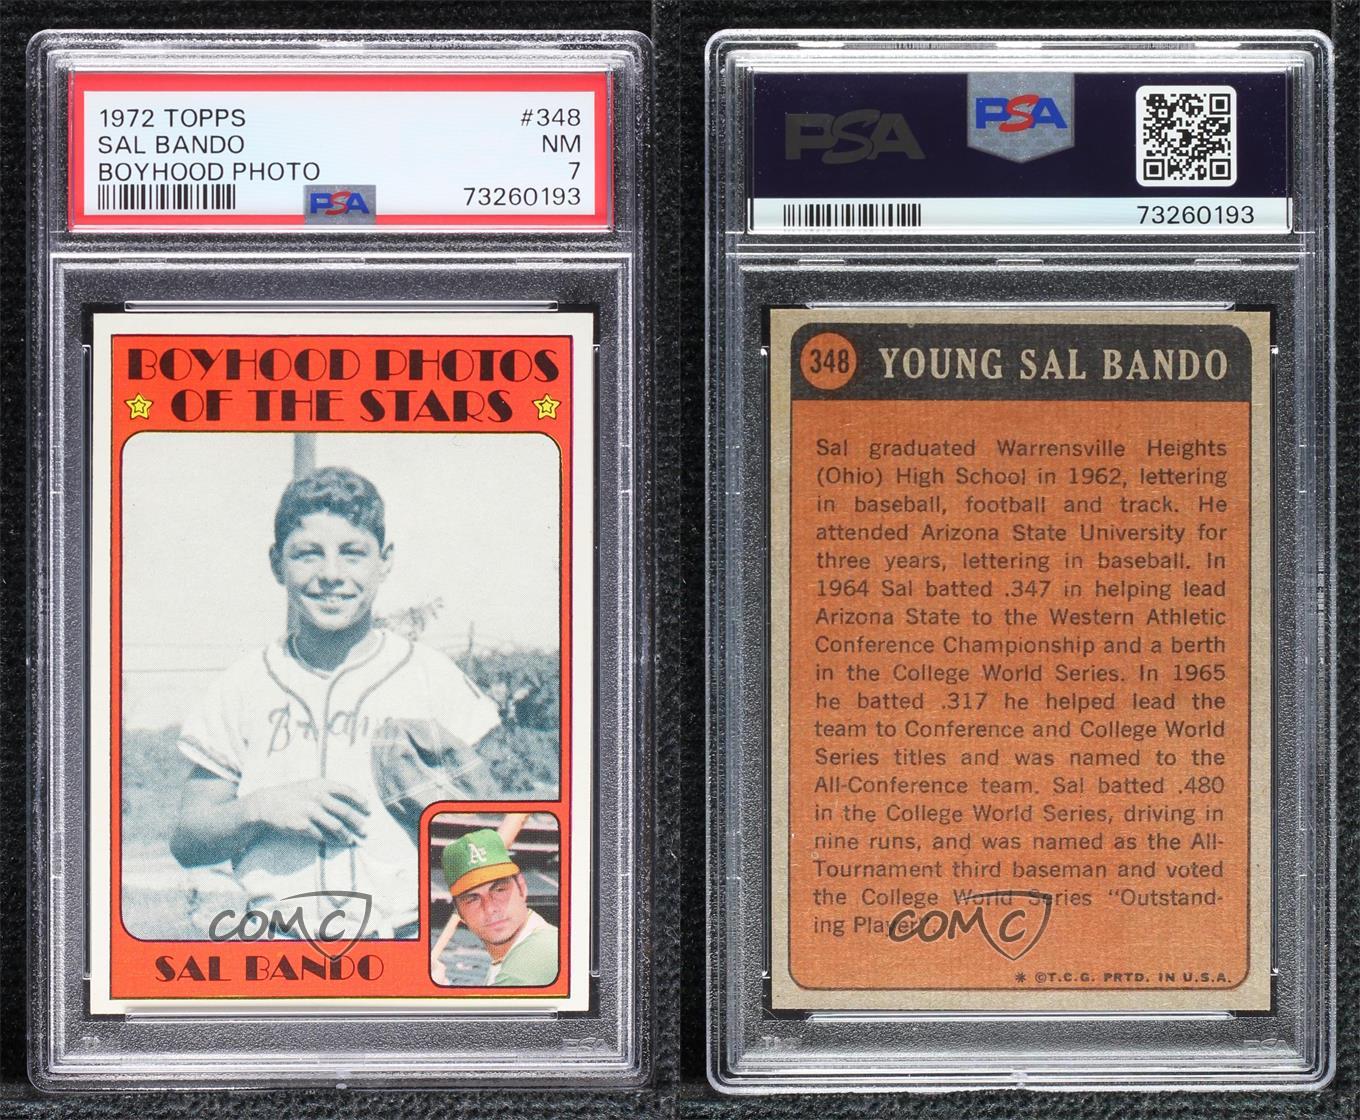 1972 TOPPS #348
SAL BANDO NM
BOYHOOD PHOTO 7
PSA 73260193
BOYHOOD PHOTOS
OF THE STARS
A's
SAL BANDO
COMC
PSA
PSA
73260193
348 YOUNG SAL BANDO
Sal graduated Warrensville Heights
(Ohio) High School in 1962, lettering
in baseball, football and track. He
attended Arizona State University for
three years, lettering in baseball. In
1964 Sal batted .347 in helping lead
Arizona State to the Western Athletic
Conference Championship and a berth
in the College World Series. In 1965
he batted .317 he helped lead the
team to Conference and College World
Series titles and was named to the
All-Conference team. Sal batted .480
in the College World Series, driving in
nine runs, and was named as the All-
Tournament third baseman and voted
the College World Series "Outstand-
ing Player
COMC
* ©T.C.G. PRTD. IN U.S.A.